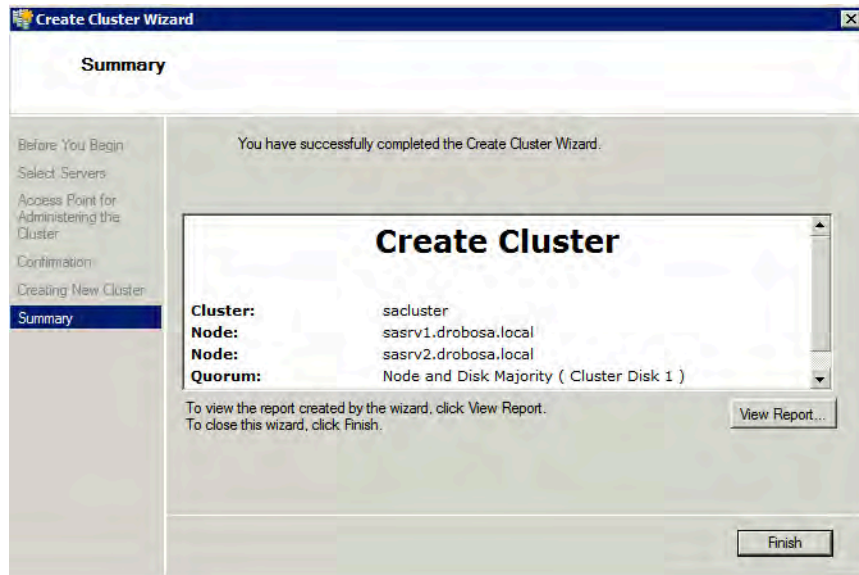 Create Cluster Wizard
Summary
Before You Begin
Select Servers
Access Point for
Administering the
Cluster
Confirmation
Creating New Cluster
Summary
You have successfully completed the Create Cluster Wizard.
Create Cluster
Cluster: sacluster
Node: sasrv1.drobosa.local
Node: sasrv2.drobosa.local
Quorum: Node and Disk Majority ( Cluster Disk 1 )
To view the report created by the wizard, click View Report.
To close this wizard, click Finish.
View Report...
Finish